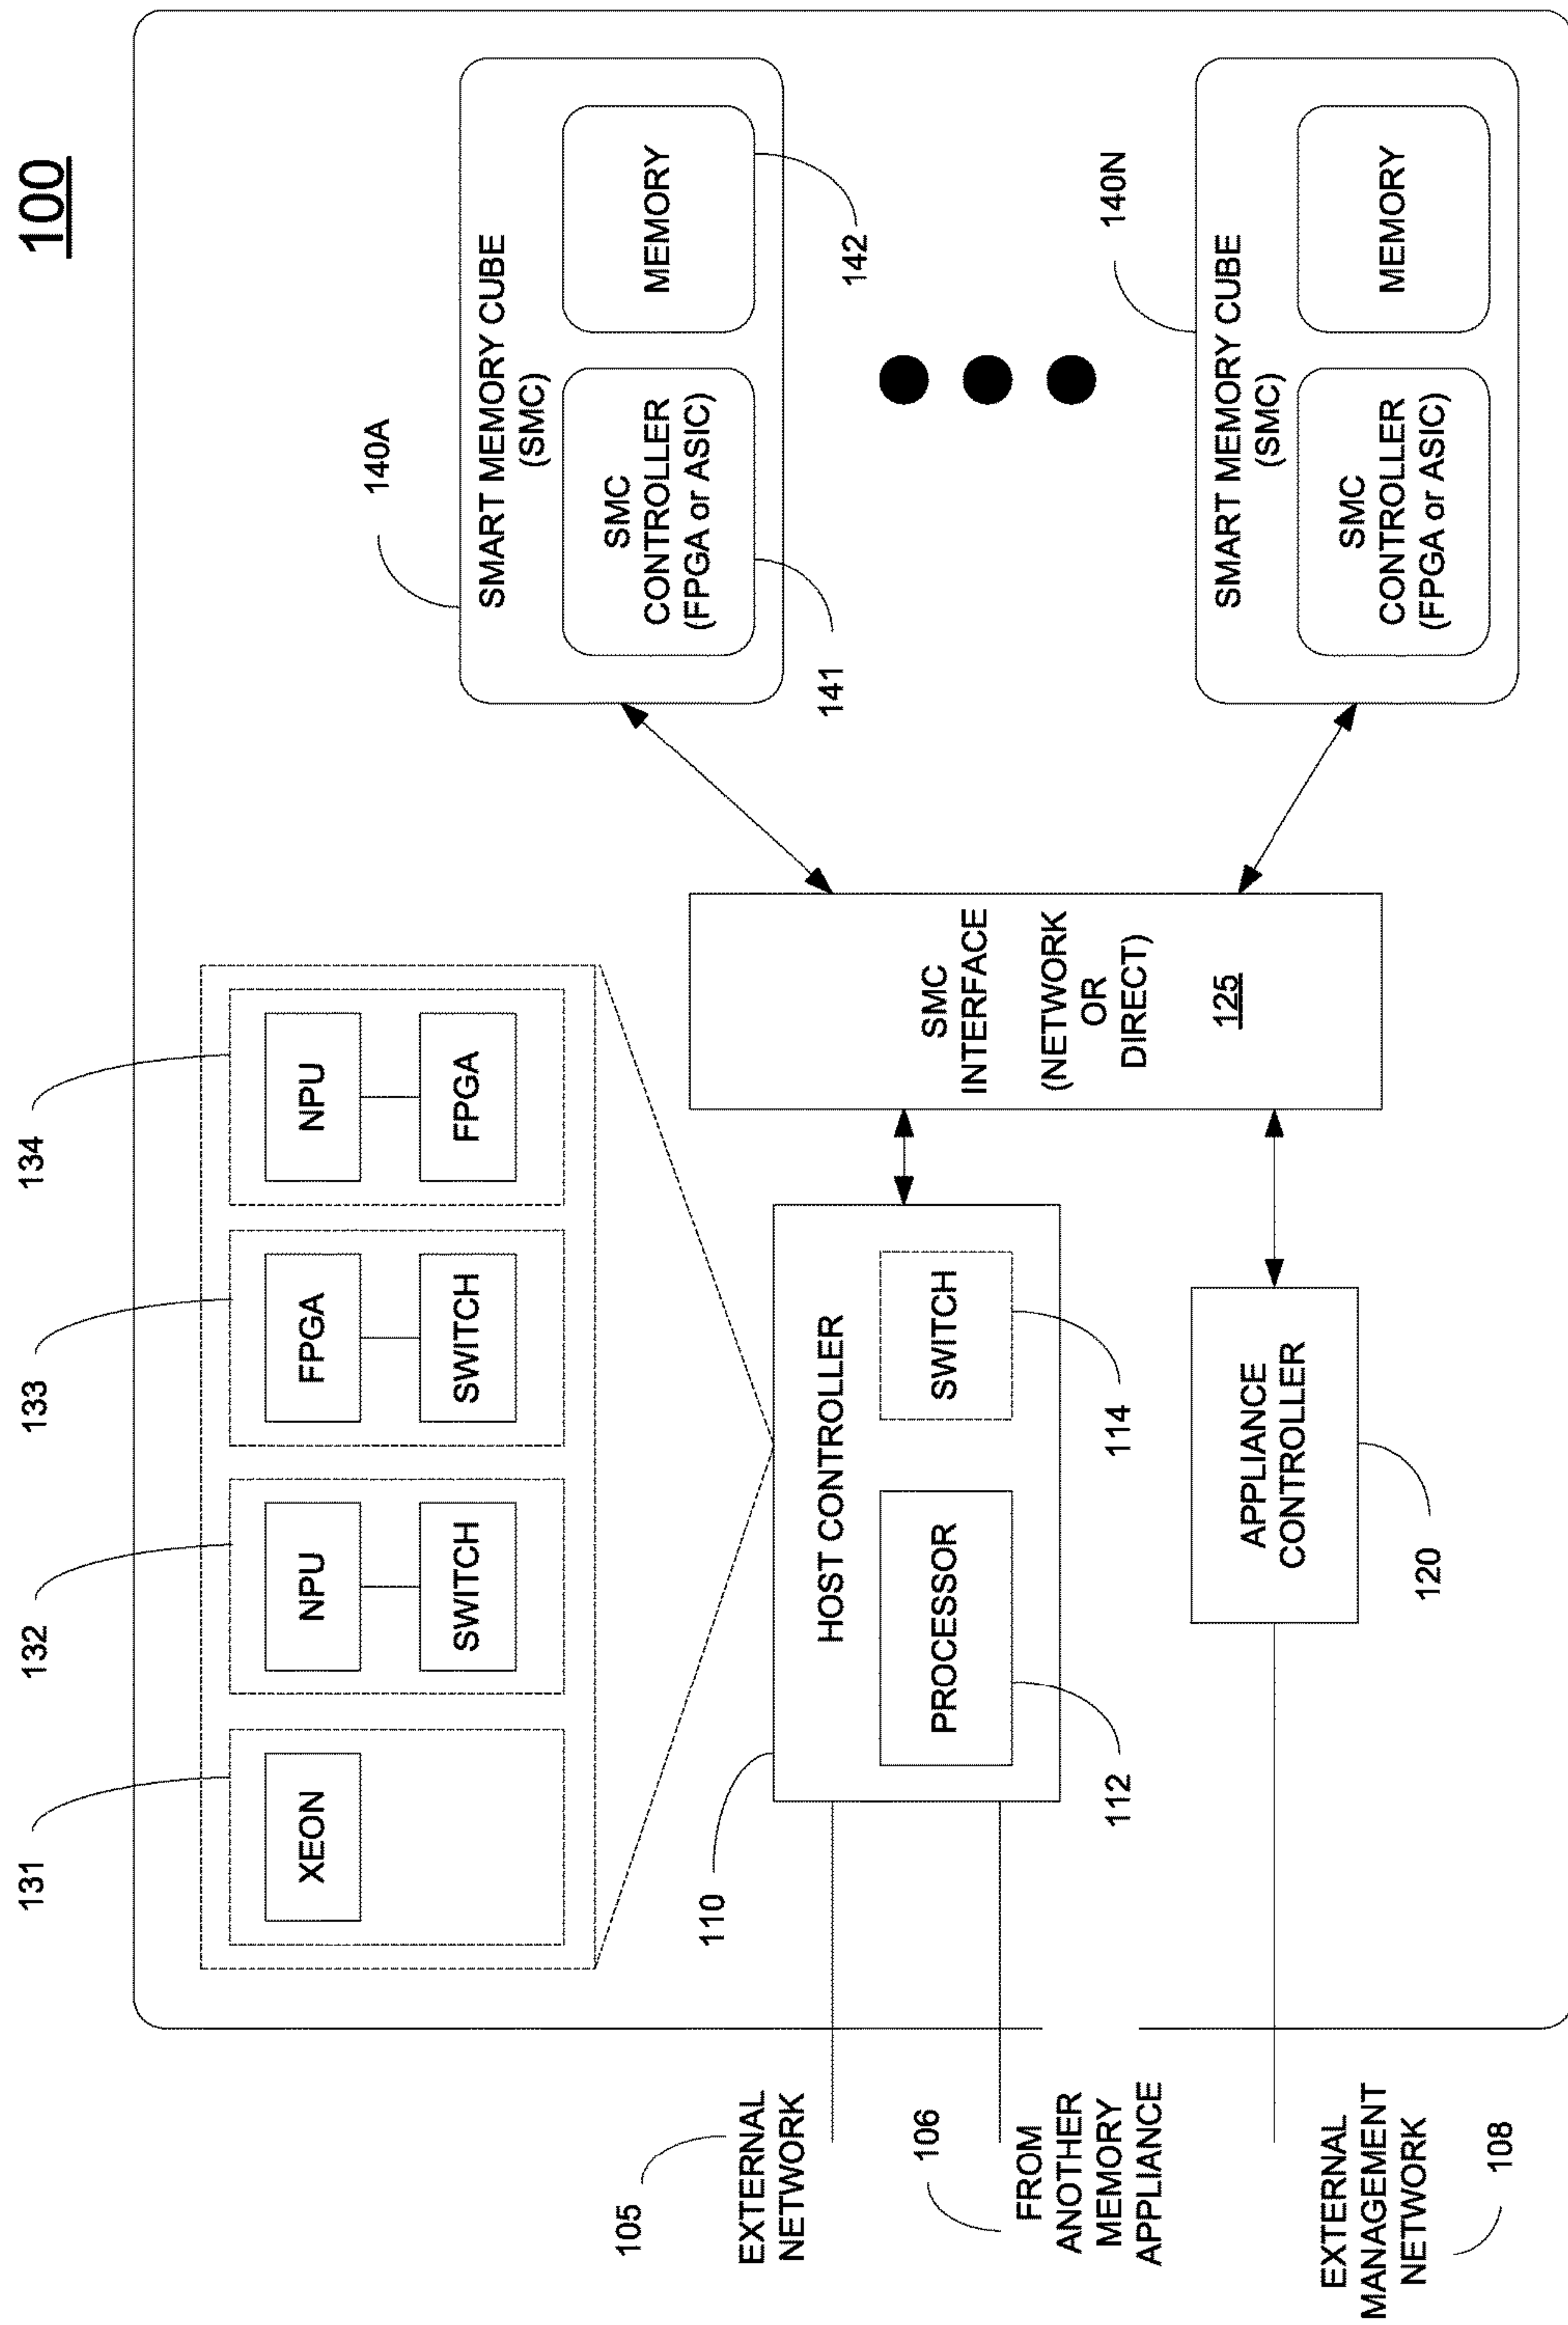 100
131
132
133
134
XEON
NPU
SWITCH
FPGA
SWITCH
NPU
FPGA
140A
SMART MEMORY CUBE
(SMC)
SMC
CONTROLLER
(FPGA or ASIC)
MEMORY
141
142
105
EXTERNAL
NETWORK
106
FROM
ANOTHER
MEMORY
APPLIANCE
110
HOST CONTROLLER
PROCESSOR
SWITCH
112
114
SMC
INTERFACE
(NETWORK
OR
DIRECT)
125
140N
SMART MEMORY CUBE
(SMC)
SMC
CONTROLLER
(FPGA or ASIC)
MEMORY
EXTERNAL
MANAGEMENT
NETWORK
108
APPLIANCE
CONTROLLER
120